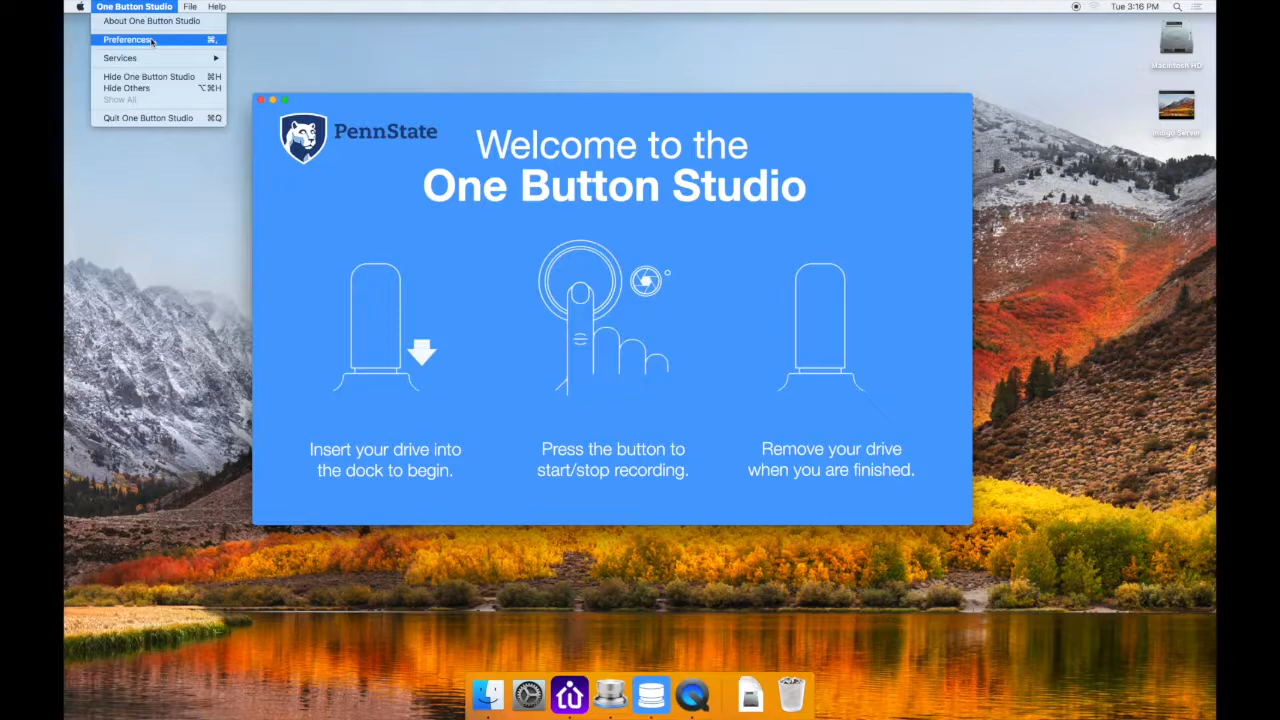 One Button Studio File Help
Tue 3:16 PM
About One Button Studio
Preferences... ⌘,
Services
Hide One Button Studio ⌘H
Hide Others ⌥⌘H
Show All
Quit One Button Studio ⌘Q
Macintosh HD
Indigo Server
PennState
Welcome to the
One Button Studio
Insert your drive into
the dock to begin.
Press the button to
start/stop recording.
Remove your drive
when you are finished.